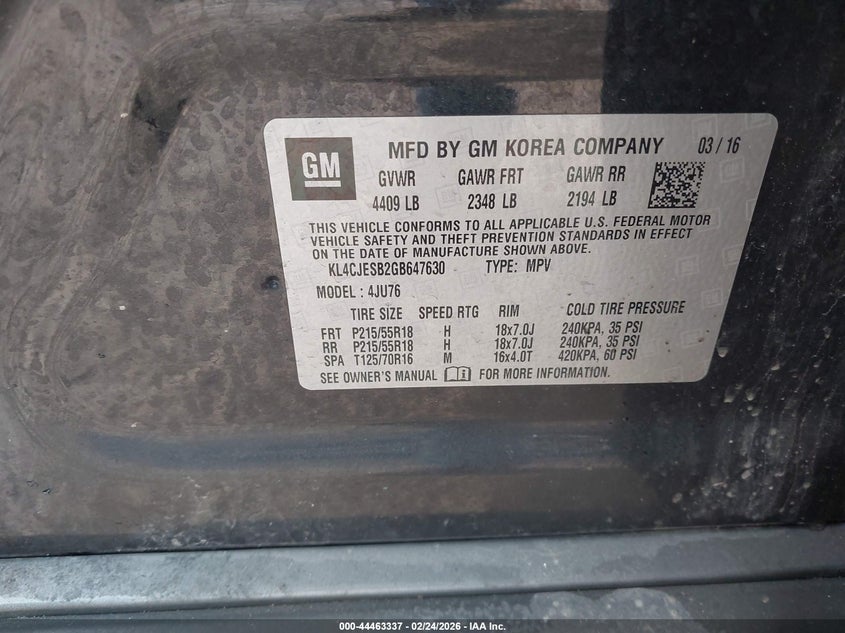 GM
MFD BY GM KOREA COMPANY 03 / 16
GVWR GAWR FRT GAWR RR
4409 LB 2348 LB 2194 LB
THIS VEHICLE CONFORMS TO ALL APPLICABLE U.S. FEDERAL MOTOR
VEHICLE SAFETY AND THEFT PREVENTION STANDARDS IN EFFECT
ON THE DATE OF MANUFACTURE SHOWN ABOVE.
KL4CJESB2GB647630 TYPE: MPV
MODEL: 4JU76
TIRE SIZE SPEED RTG RIM COLD TIRE PRESSURE
FRT P215/55R18 H 18x7.0J 240KPA, 35 PSI
RR P215/55R18 H 18x7.0J 240KPA, 35 PSI
SPA T125/70R16 M 16x4.0T 420KPA, 60 PSI
SEE OWNER'S MANUAL FOR MORE INFORMATION.
000-44463337 - 02/24/2026 - IAA Inc.